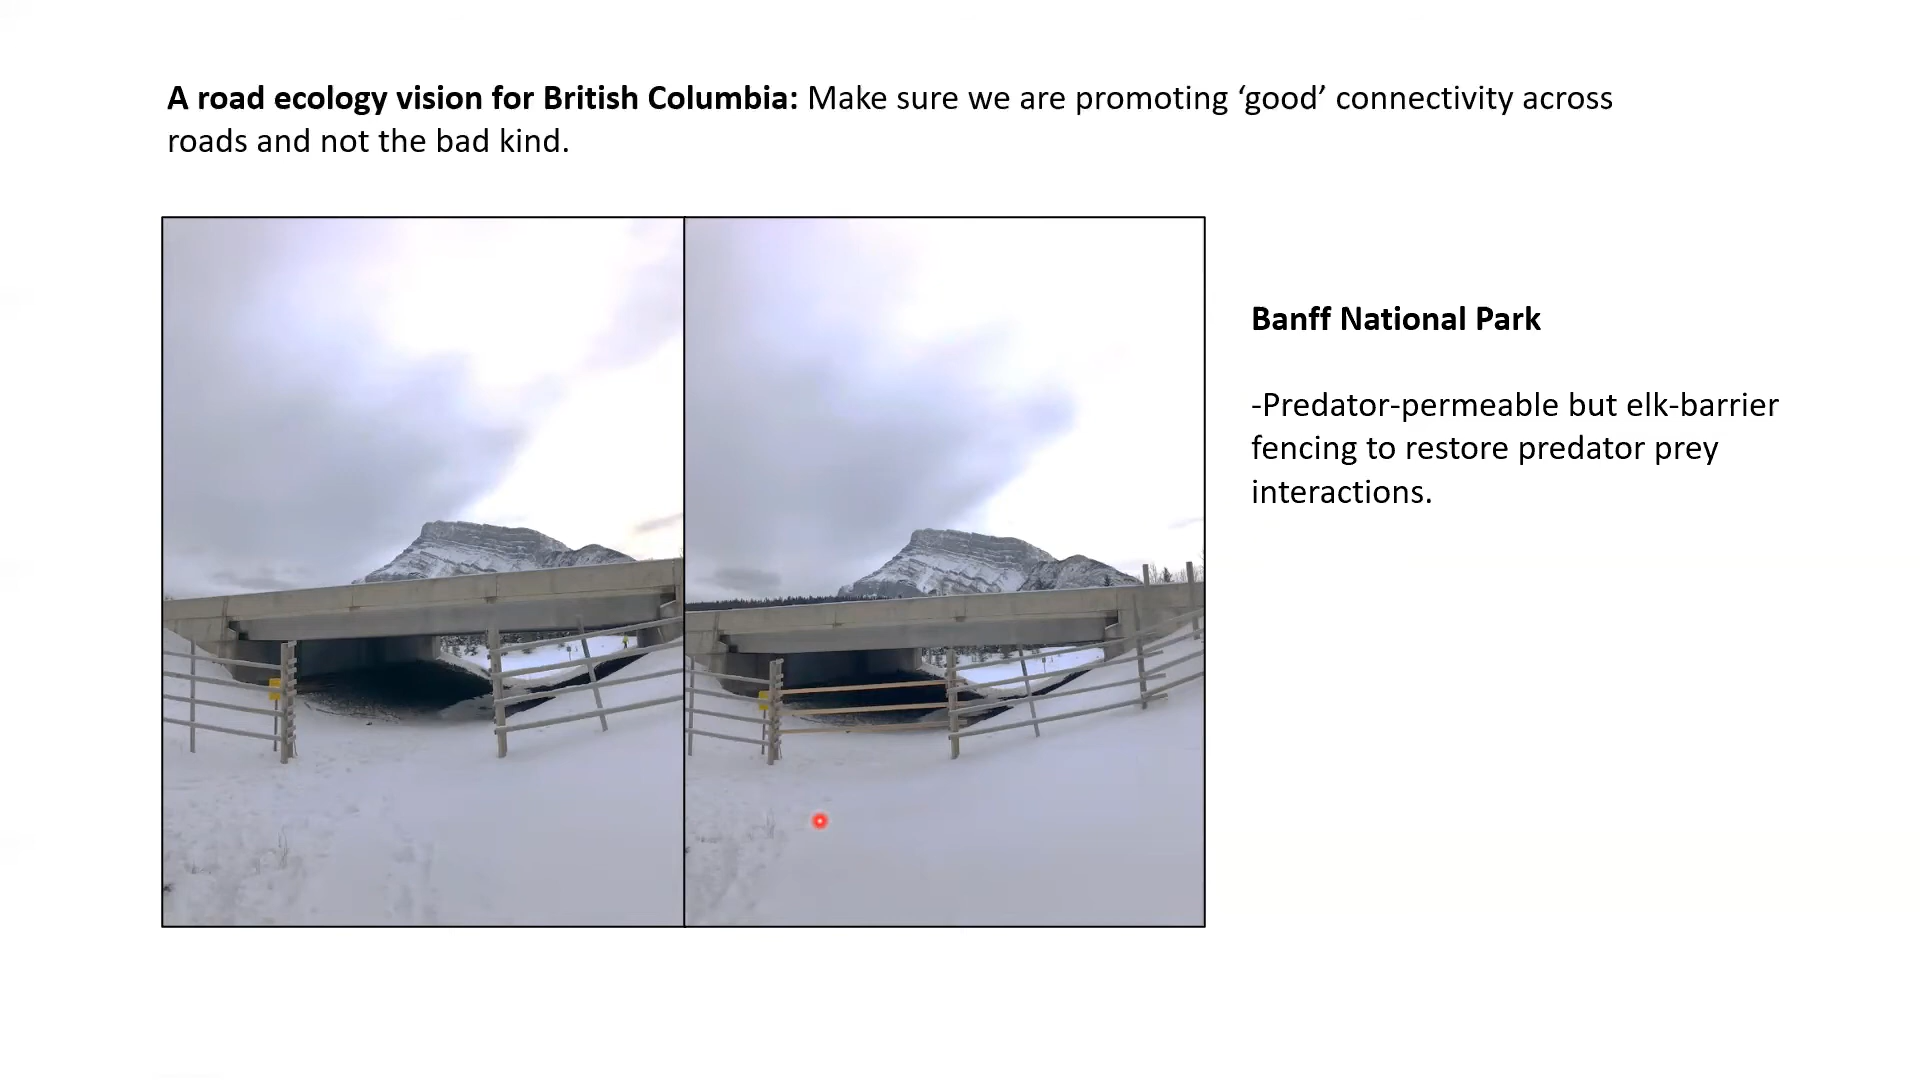 A road ecology vision for British Columbia: Make sure we are promoting ‘good’ connectivity across
roads and not the bad kind.
Banff National Park
-Predator-permeable but elk-barrier
fencing to restore predator prey
interactions.